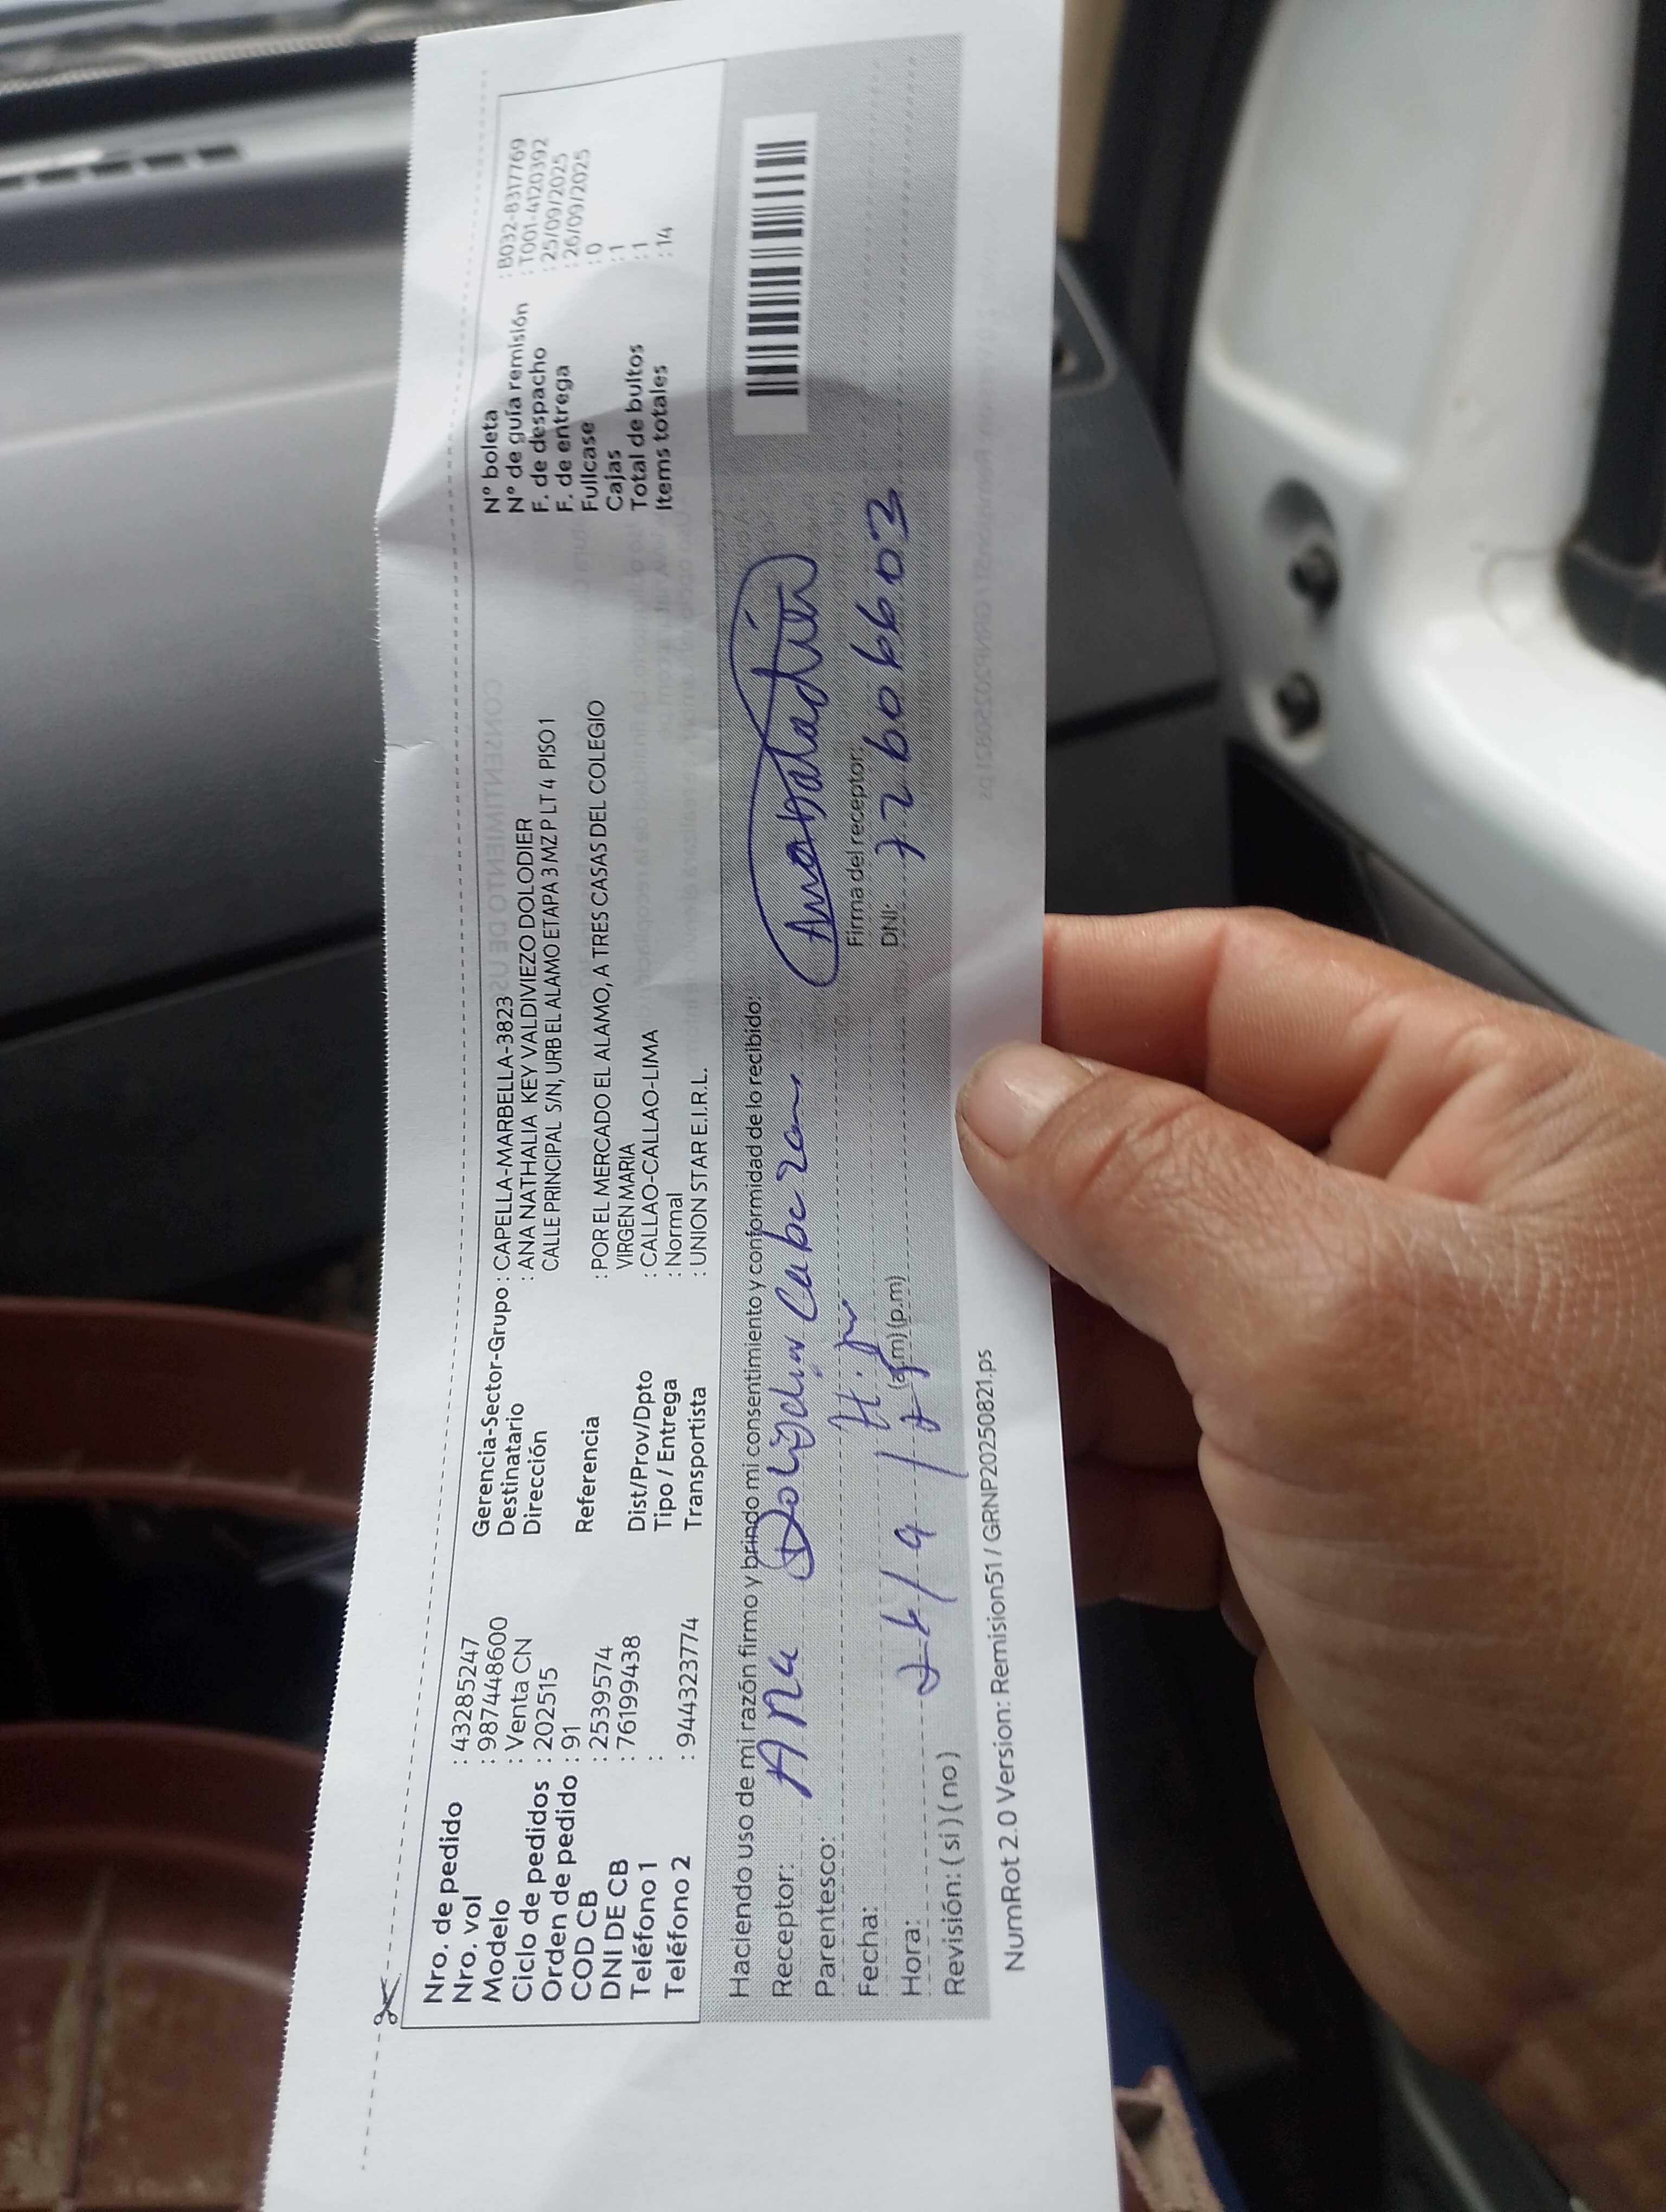 Nro. de pedido : 43285247
Nro. vol : 987448600
Modelo : Venta CN
Ciclo de pedidos : 202515
Orden de pedido : 91
COD CB : 2539574
DNI DE CB : 76199438
Teléfono 1 :
Teléfono 2 : 944323774
Gerencia-Sector-Grupo : CAPELLA-MARBELLA-3823
Destinatario : ANA NATHALIA KEY VALDIVIEZO DOLODIER
Dirección CALLE PRINCIPAL S/N, URB EL ALAMO ETAPA 3 MZ P LT 4 PISO 1
Referencia : POR EL MERCADO EL ALAMO, A TRES CASAS DEL COLEGIO
VIRGEN MARIA
Dist/Prov/Dpto : CALLAO-CALLAO-LIMA
Tipo / Entrega : Normal
Transportista : UNION STAR E.I.R.L.
N° boleta : B032-8317769
N° de guía remisión : T001-4120392
F. de despacho : 25/09/2025
F. de entrega : 26/09/2025
Fullcase : 0
Cajas : 1
Total de bultos : 1
Items totales : 14
Haciendo uso de mi razón firmo y brindo mi consentimiento y conformidad de lo recibido:
Receptor: Ana
Parentesco:
Fecha:
Hora: (a.m) (p.m)
Revisión: ( si ) ( no )
Firma del receptor:
DNI: 72606603
NumRot 2.0 Version: Remision51 / GRNP20250821.ps